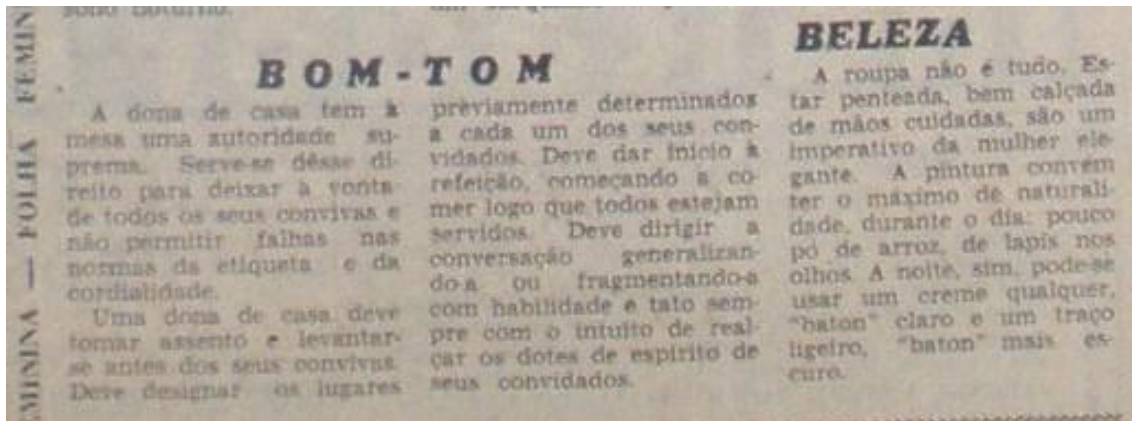 FEMININA — FOLHA FEMIN
sono noturno.
BOM-TOM
A dona de casa tem à
mesa uma autoridade su-
prema. Serve-se dêsse di-
reito para deixar à vonta-
de todos os seus convivas e
não permitir falhas nas
normas da etiqueta e da
cordialidade.
Uma dona de casa deve
tomar assento e levantar-
se antes dos seus convivas.
Deve designar os lugares
prèviamente determinados
a cada um dos seus con-
vidados. Deve dar início à
refeição, começando a co-
mer logo que todos estejam
servidos. Deve dirigir a
conversação generalizan-
do-a ou fragmentando-a
com habilidade e tato sem-
pre com o intuito de real-
çar os dotes de espírito de
seus convidados.
BELEZA
A roupa não é tudo. Es-
tar penteada, bem calçada
de mãos cuidadas, são um
imperativo da mulher ele-
gante. A pintura convém
ter o máximo de naturali-
dade, durante o dia: pouco
pó de arroz, de lapis nos
olhos. A noite, sim, pode-se
usar um creme qualquer,
"baton" claro e um traço
ligeiro, "baton" mais es-
curo.